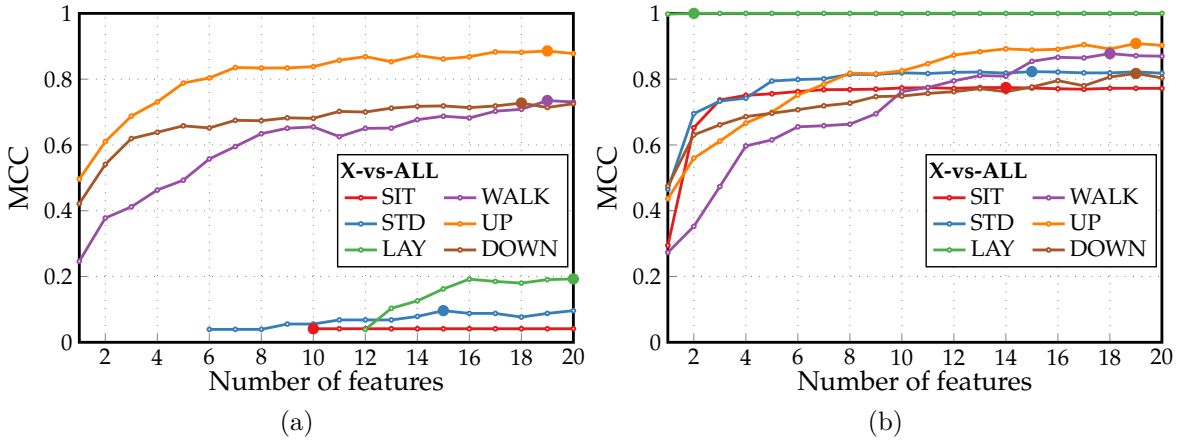 1
0.8
0.6
0.4
0.2
0
MCC
X-vs-ALL
SIT WALK
STD UP
LAY DOWN
2 4 6 8 10 12 14 16 18 20
Number of features
(a)
1
0.8
0.6
0.4
0.2
0
MCC
X-vs-ALL
SIT WALK
STD UP
LAY DOWN
2 4 6 8 10 12 14 16 18 20
Number of features
(b)